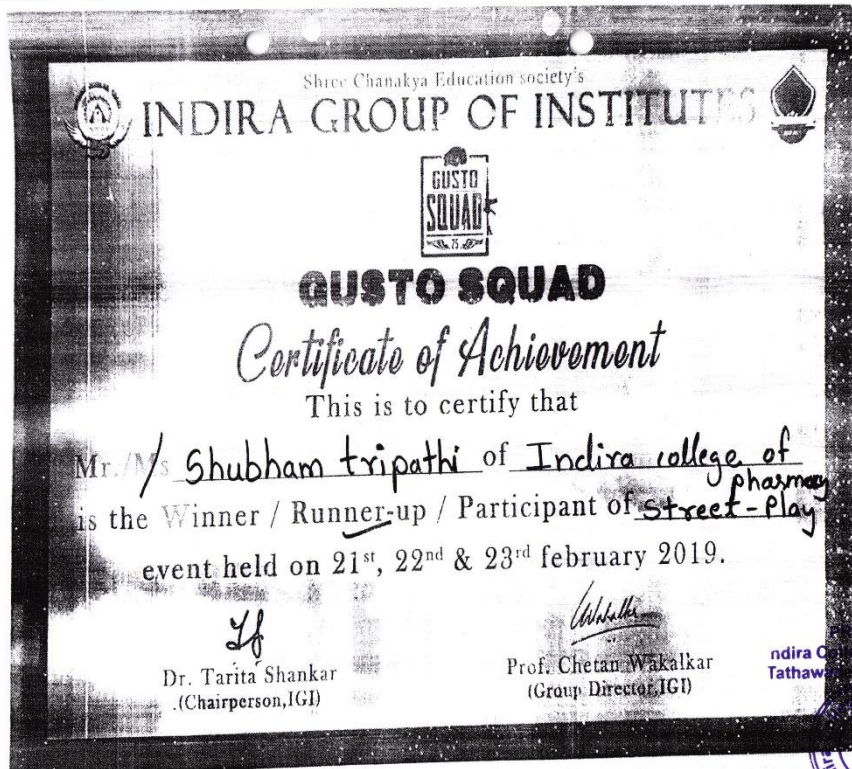 Shree Chanakya Education society's
INDIRA GROUP OF INSTITUTES
GUSTO
SQUAD
25
GUSTO SQUAD
Certificate of Achievement
This is to certify that
Mr./Ms Shubham tripathi of Indira college of pharmacy
is the Winner / Runner-up / Participant of Street-Play
event held on 21st, 22nd & 23rd february 2019.
Dr. Tarita Shankar
.(Chairperson,IGI)
Prof. Chetan Wakalkar
(Group Director,IGI)
ndira